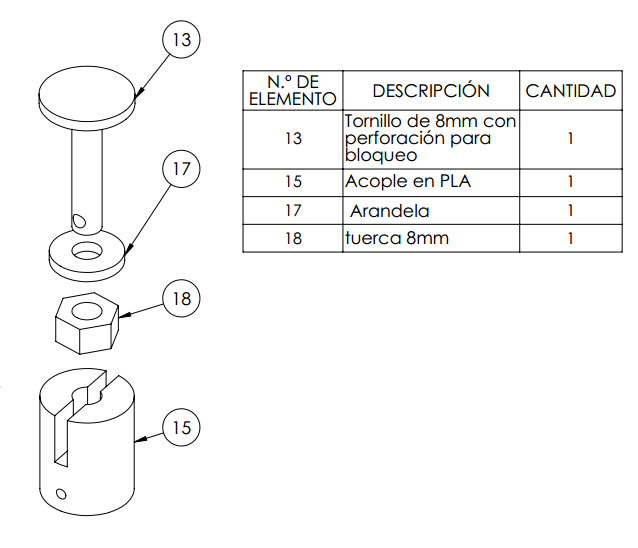 13
17
18
15
N.º DE
ELEMENTO
DESCRIPCIÓN
CANTIDAD
13
Tornillo de 8mm con
perforación para
bloqueo
1
15
Acople en PLA
1
17
Arandela
1
18
tuerca 8mm
1